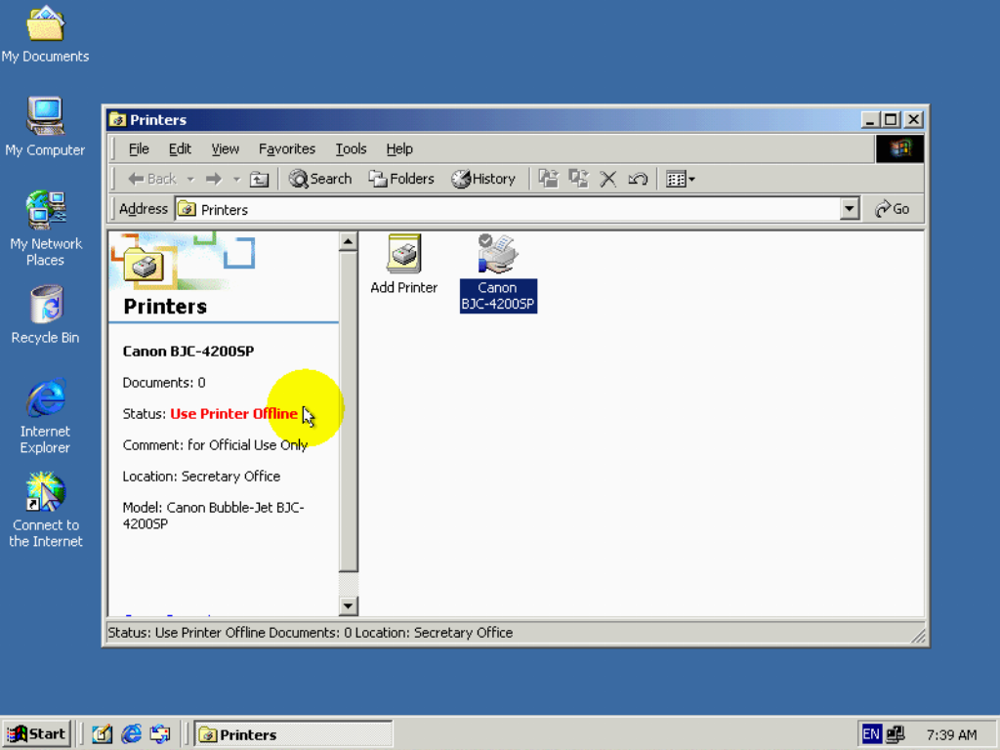 My Documents
My Computer
My Network
Places
Recycle Bin
Internet
Explorer
Connect to
the Internet
Printers
File Edit View Favorites Tools Help
Back Search Folders History
Address Printers Go
Printers
Canon BJC-4200SP
Documents: 0
Status: Use Printer Offline
Comment: for Official Use Only
Location: Secretary Office
Model: Canon Bubble-Jet BJC-
4200SP
Add Printer
Canon
BJC-4200SP
Status: Use Printer Offline Documents: 0 Location: Secretary Office
Start Printers EN 7:39 AM